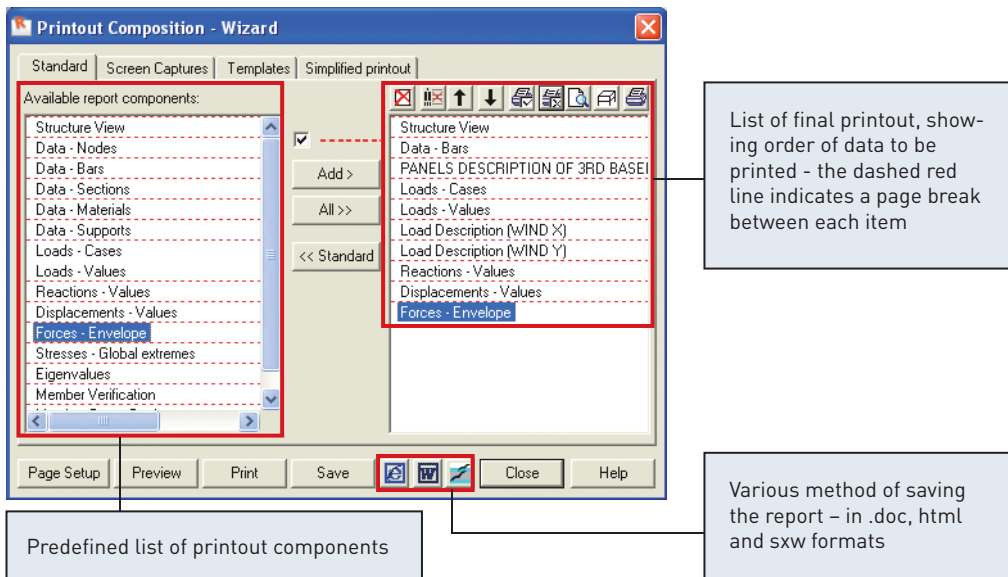 Printout Composition - Wizard
Standard
Screen Captures
Templates
Simplified printout
Available report components:
Structure View
Data - Nodes
Data - Bars
Data - Sections
Data - Materials
Data - Supports
Loads - Cases
Loads - Values
Reactions - Values
Displacements - Values
Forces - Envelope
Stresses - Global extremes
Eigenvalues
Member Verification
Add >
All >>
<< Standard
Structure View
Data - Bars
PANELS DESCRIPTION OF 3RD BASE
Loads - Cases
Loads - Values
Load Description (WIND X)
Load Description (WIND Y)
Reactions - Values
Displacements - Values
Forces - Envelope
Page Setup
Preview
Print
Save
Close
Help
List of final printout, show-
ing order of data to be
printed - the dashed red
line indicates a page break
between each item
Various method of saving
the report – in .doc, html
and sxw formats
Predefined list of printout components